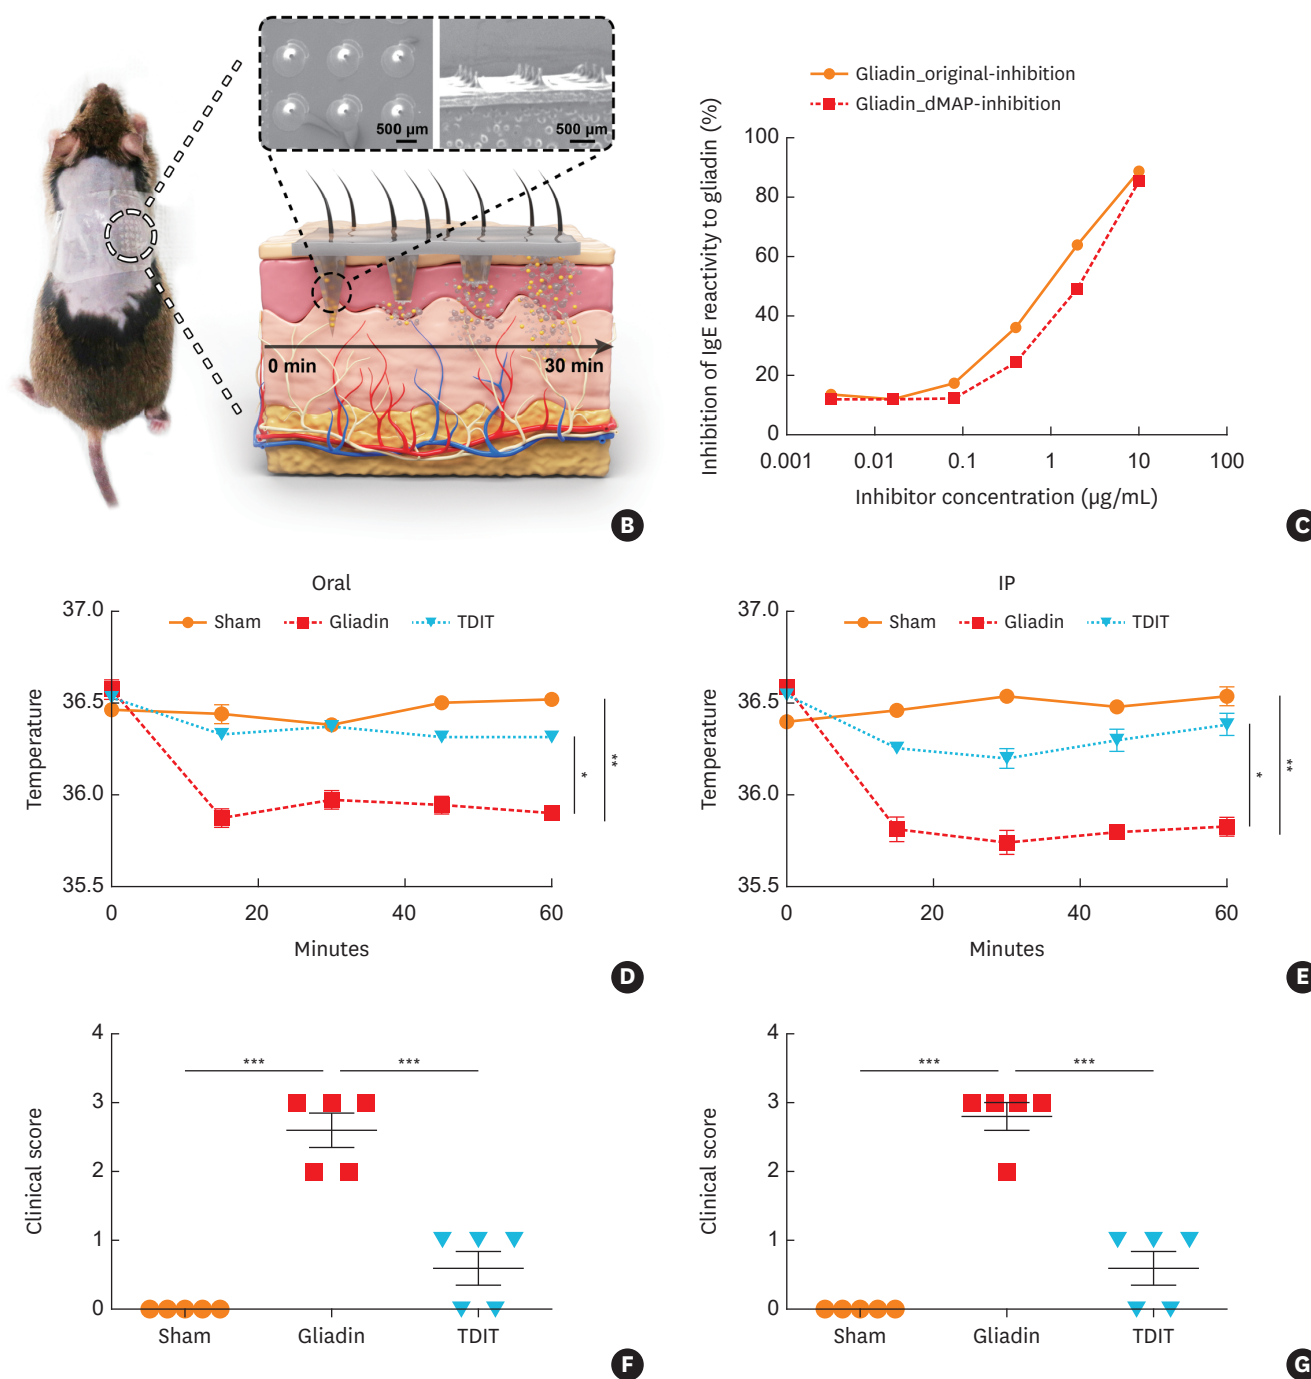 500 µm
500 µm
0 min
30 min
B
Gliadin_original-inhibition
Gliadin_dMAP-inhibition
Inhibition of IgE reactivity to gliadin (%)
100
80
60
40
20
0
0.001
0.01
0.1
1
10
100
Inhibitor concentration (µg/mL)
C
Oral
Sham
Gliadin
TDIT
Temperature
37.0
36.5
36.0
35.5
0
20
40
60
Minutes
*
**
D
IP
Sham
Gliadin
TDIT
Temperature
37.0
36.5
36.0
35.5
0
20
40
60
Minutes
*
**
E
Clinical score
4
3
2
1
0
***
***
Sham
Gliadin
TDIT
F
Clinical score
4
3
2
1
0
***
***
Sham
Gliadin
TDIT
G